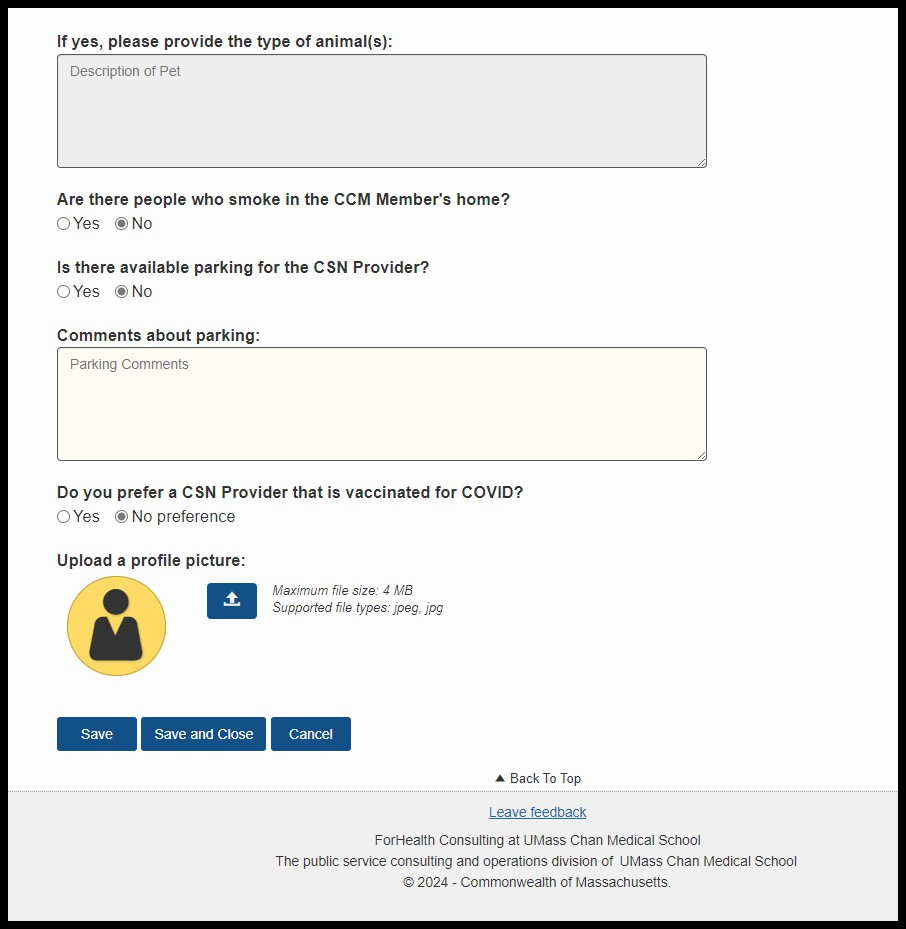 If yes, please provide the type of animal(s):
Description of Pet
Are there people who smoke in the CCM Member's home?
Yes No
Is there available parking for the CSN Provider?
Yes No
Comments about parking:
Parking Comments
Do you prefer a CSN Provider that is vaccinated for COVID?
Yes No preference
Upload a profile picture:
Maximum file size: 4 MB
Supported file types: jpeg, jpg
Save Save and Close Cancel
Back To Top
Leave feedback
ForHealth Consulting at UMass Chan Medical School
The public service consulting and operations division of UMass Chan Medical School
© 2024 - Commonwealth of Massachusetts.